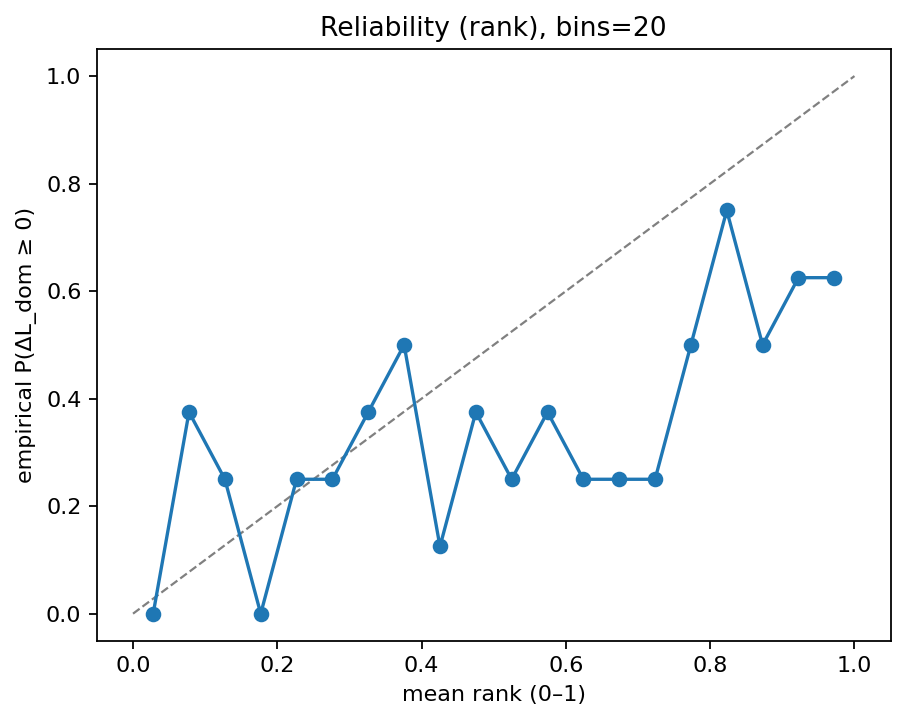 Reliability (rank), bins=20
empirical P(ΔL_dom ≥ 0)
1.0
0.8
0.6
0.4
0.2
0.0
0.0 0.2 0.4 0.6 0.8 1.0
mean rank (0–1)